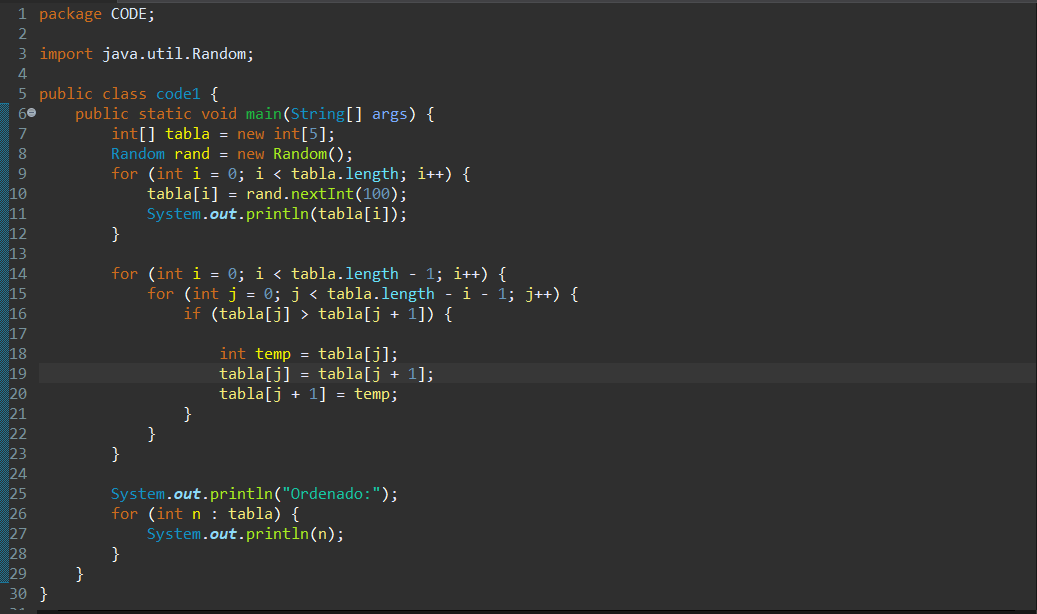 1 package CODE;
2
3 import java.util.Random;
4
5 public class code1 {
6 public static void main(String[] args) {
7 int[] tabla = new int[5];
8 Random rand = new Random();
9 for (int i = 0; i < tabla.length; i++) {
10 tabla[i] = rand.nextInt(100);
11 System.out.println(tabla[i]);
12 }
13
14 for (int i = 0; i < tabla.length - 1; i++) {
15 for (int j = 0; j < tabla.length - i - 1; j++) {
16 if (tabla[j] > tabla[j + 1]) {
17
18 int temp = tabla[j];
19 tabla[j] = tabla[j + 1];
20 tabla[j + 1] = temp;
21 }
22 }
23 }
24
25 System.out.println("Ordenado:");
26 for (int n : tabla) {
27 System.out.println(n);
28 }
29 }
30 }